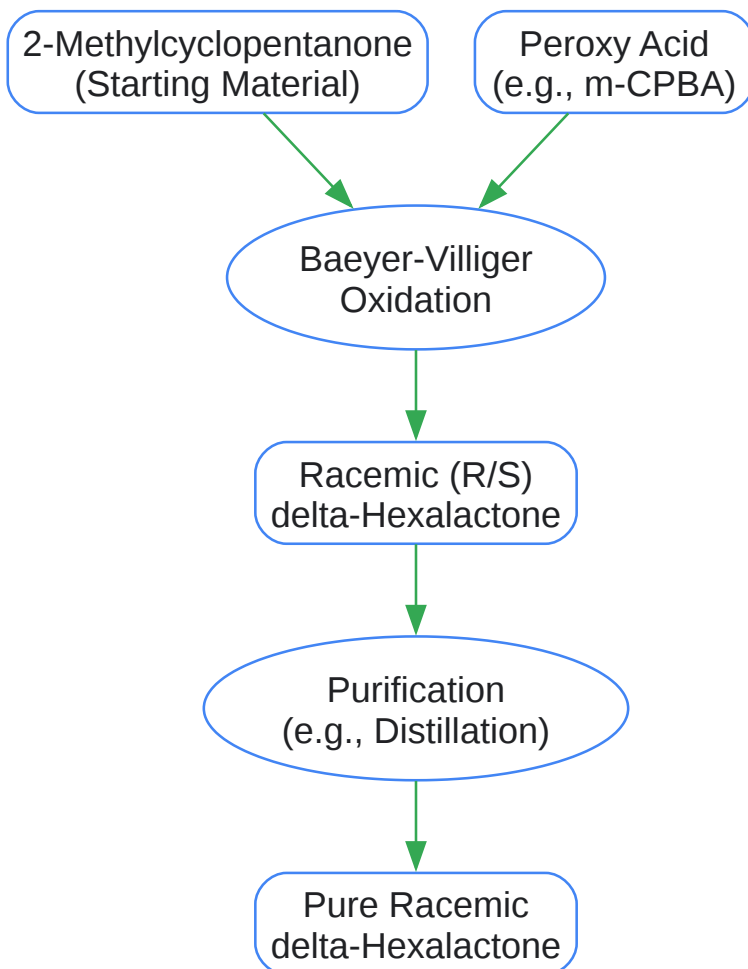 2-Methylcyclopentanone
(Starting Material)
Peroxy Acid
(e.g., m-CPBA)
Baeyer-Villiger
Oxidation
Racemic (R/S)
delta-Hexalactone
Purification
(e.g., Distillation)
Pure Racemic
delta-Hexalactone